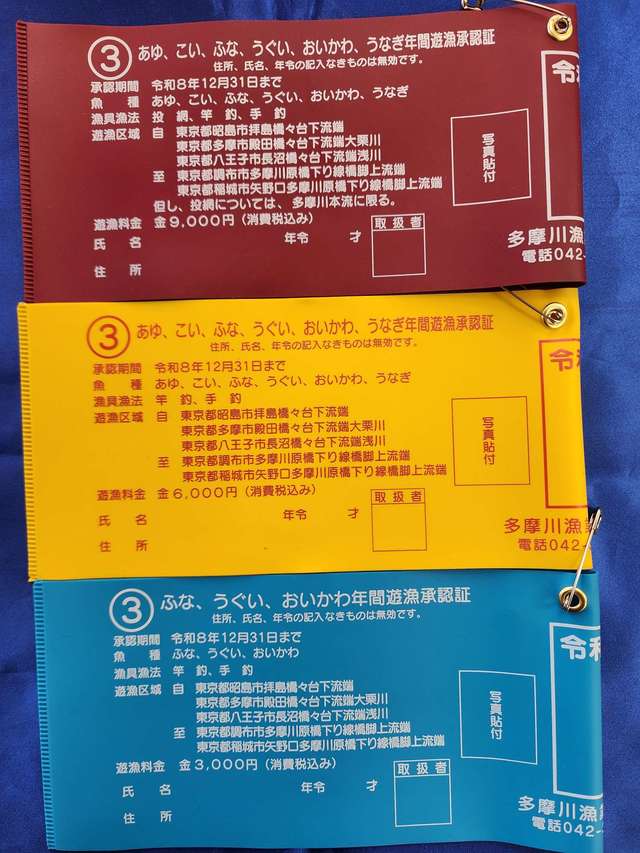 ③ あゆ、こい、ふな、うぐい、おいかわ、うなぎ年間遊漁承認証
住所、氏名、年令の記入なきものは無効です。
承認期間 令和8年12月31日まで
魚 種 あゆ、こい、ふな、うぐい、おいかわ、うなぎ
漁具漁法 投 網、竿 釣、手 釣
遊漁区域 自 東京都昭島市拝島橋々台下流端
東京都多摩市殿田橋々台下流端大栗川
東京都八王子市長沼橋々台下流端浅川
至 東京都調布市多摩川原橋下り線橋脚上流端
東京都稲城市矢野口多摩川原橋下り線橋脚上流端
但し、投網については、多摩川本流に限る。
遊漁料金 金9,000円(消費税込み)
氏 名 年令 才
住 所
取扱者
写真貼付
令和
多摩川漁
電話042-
③ あゆ、こい、ふな、うぐい、おいかわ、うなぎ年間遊漁承認証
住所、氏名、年令の記入なきものは無効です。
承認期間 令和8年12月31日まで
魚 種 あゆ、こい、ふな、うぐい、おいかわ、うなぎ
漁具漁法 竿 釣、手 釣
遊漁区域 自 東京都昭島市拝島橋々台下流端
東京都多摩市殿田橋々台下流端大栗川
東京都八王子市長沼橋々台下流端浅川
至 東京都調布市多摩川原橋下り線橋脚上流端
東京都稲城市矢野口多摩川原橋下り線橋脚上流端
遊漁料金 金6,000円(消費税込み)
氏 名 年令 才
住 所
取扱者
写真貼付
令和
多摩川漁
電話042-
③ ふな、うぐい、おいかわ年間遊漁承認証
住所、氏名、年令の記入なきものは無効です。
承認期間 令和8年12月31日まで
魚 種 ふな、うぐい、おいかわ
漁具漁法 竿 釣、手 釣
遊漁区域 自 東京都昭島市拝島橋々台下流端
東京都多摩市殿田橋々台下流端大栗川
東京都八王子市長沼橋々台下流端浅川
至 東京都調布市多摩川原橋下り線橋脚上流端
東京都稲城市矢野口多摩川原橋下り線橋脚上流端
遊漁料金 金3,000円(消費税込み)
氏 名 年令 才
住 所
取扱者
写真貼付
令和
多摩川漁
電話042-